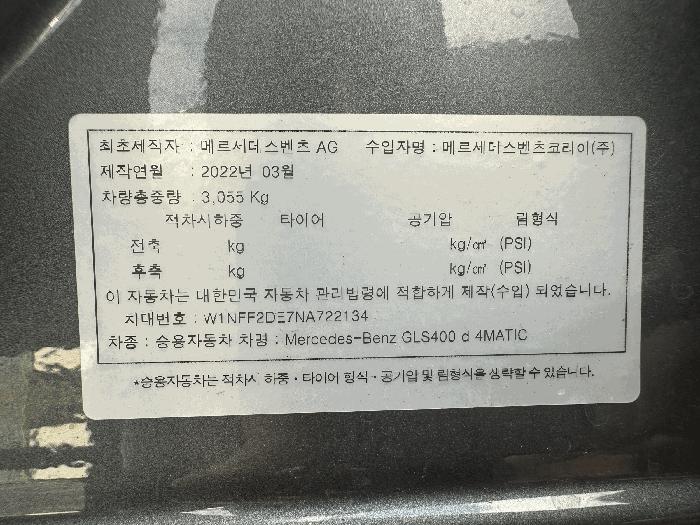 최초제작자 : 메르세데스벤츠 AG 수입자명 : 메르세데스벤츠코리아(주)
제작연월 : 2022년 03월
차량총중량 : 3,055 Kg
적차시하중 타이어 공기압 림형식
전축 kg kg/㎠ (PSI)
후축 kg kg/㎠ (PSI)
이 자동차는 대한민국 자동차 관리법령에 적합하게 제작(수입) 되었습니다.
차대번호 : W1NFF2DE7NA722134
차종 : 승용자동차 차명 : Mercedes-Benz GLS400 d 4MATIC
*승용자동차는 적차시 하중·타이어 형식·공기압 및 림형식을 생략할 수 있습니다.